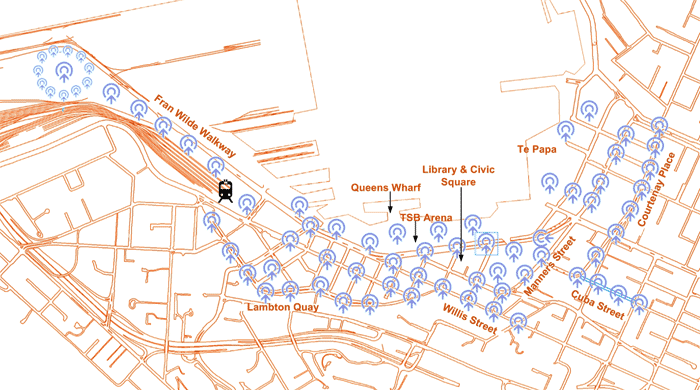 Fran Wilde Walkway
Te Papa
Library & Civic
Square
Queens Wharf
TSB Arena
Courtenay Place
Manners Street
Cuba Street
Lambton Quay
Willis Street